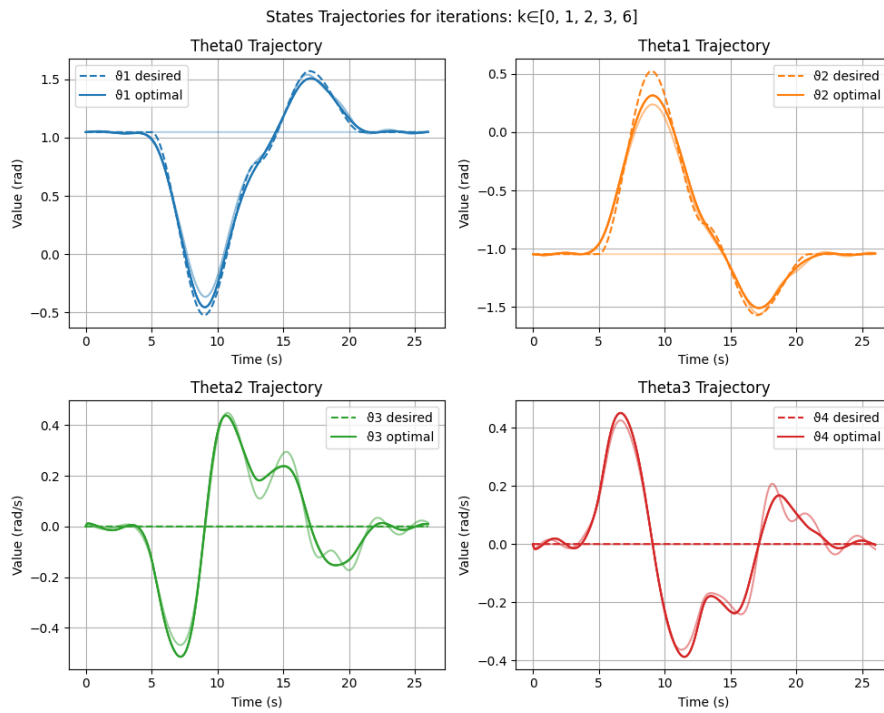 States Trajectories for iterations: k∈[0, 1, 2, 3, 6]
Theta0 Trajectory
ϑ1 desired
ϑ1 optimal
1.5
1.0
0.5
0.0
−0.5
Value (rad)
0 5 10 15 20 25
Time (s)
Theta1 Trajectory
ϑ2 desired
ϑ2 optimal
0.5
0.0
−0.5
−1.0
−1.5
Value (rad)
0 5 10 15 20 25
Time (s)
Theta2 Trajectory
ϑ3 desired
ϑ3 optimal
0.4
0.2
0.0
−0.2
−0.4
Value (rad/s)
0 5 10 15 20 25
Time (s)
Theta3 Trajectory
ϑ4 desired
ϑ4 optimal
0.4
0.2
0.0
−0.2
−0.4
Value (rad/s)
0 5 10 15 20 25
Time (s)